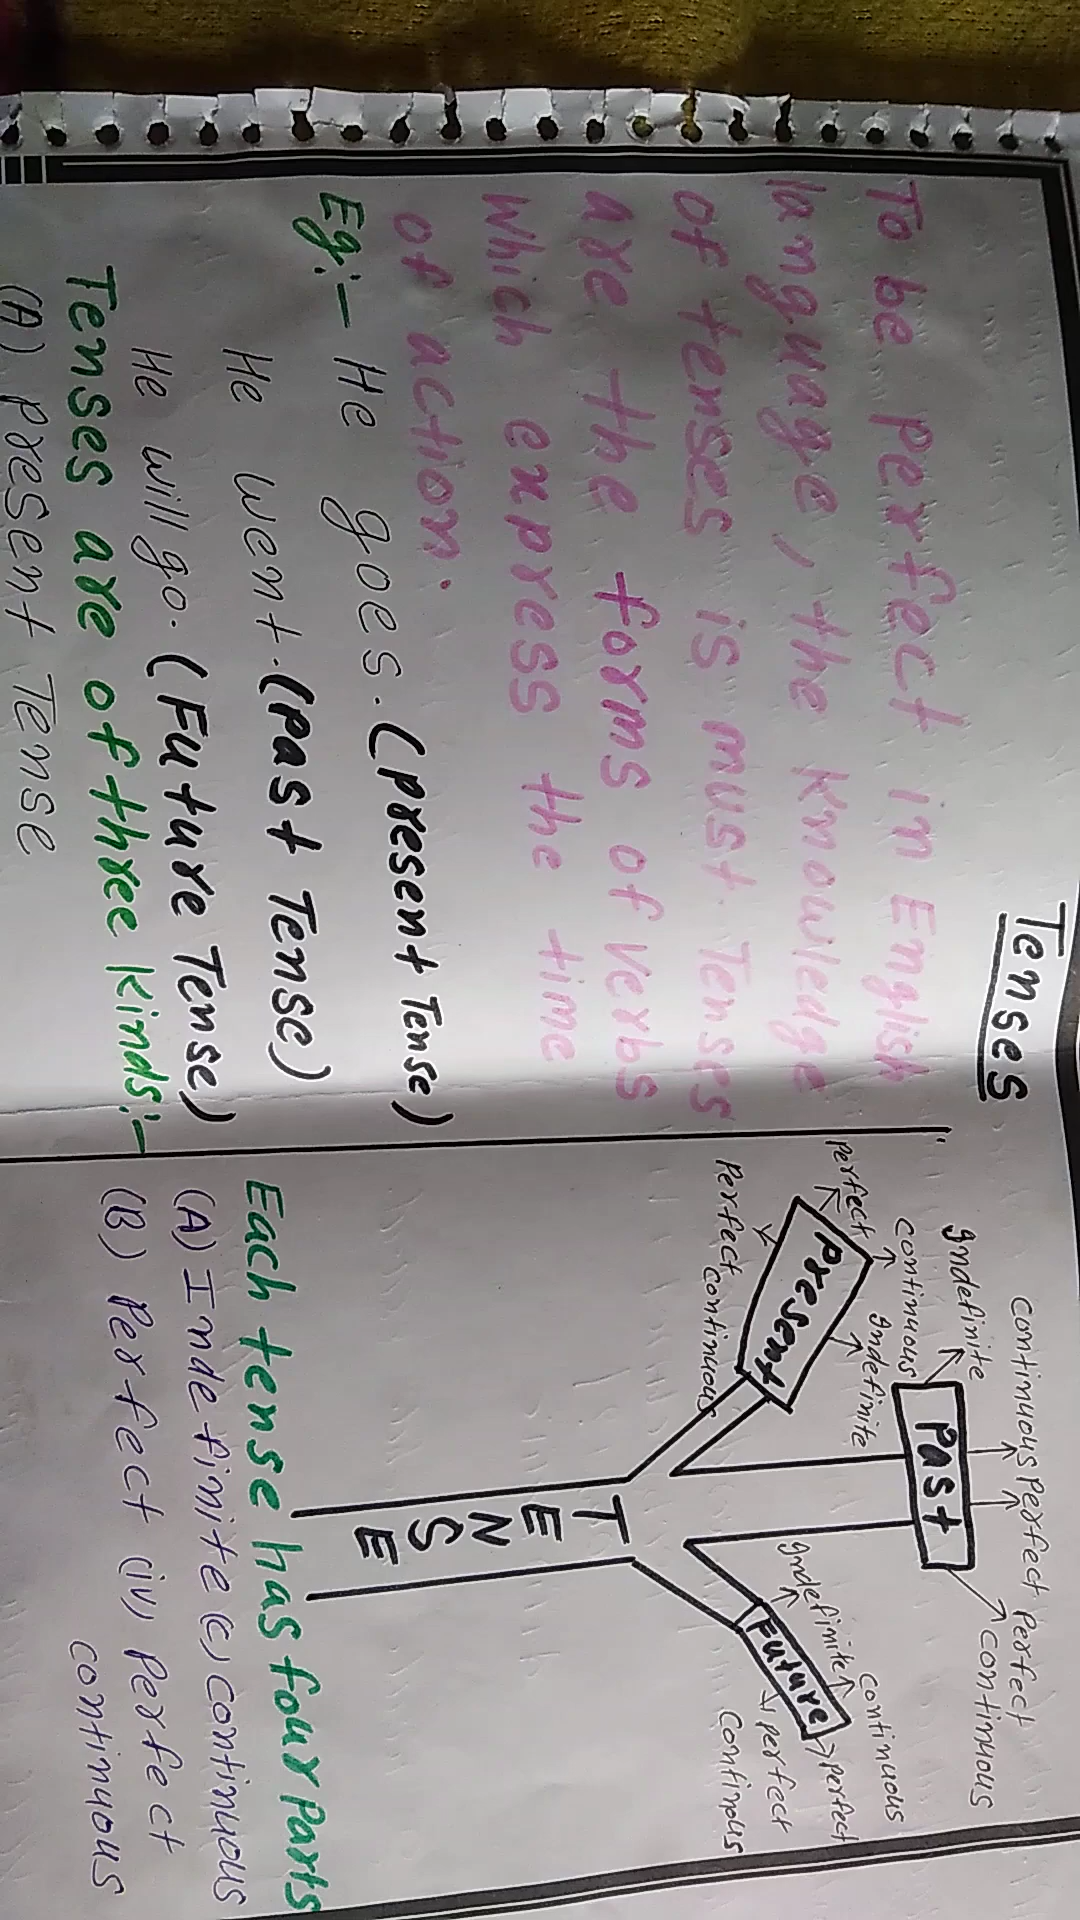 Tenses
To be perfect in English
language, the knowledge
of tenses is must. Tenses
are the forms of verbs
which express the time
of action.
Eg:- He goes. (present Tense)
He went. (past Tense)
He will go. (Future Tense)
Tenses are of three kinds:-
(A) present Tense
continuous perfect perfect continuous
Indefinite
Past
continuous
perfect
Indefinite
Present
perfect continuous
Indefinite
continuous
Future
perfect
perfect continous
TENSE
Each tense has four parts
(A) Indefinite (c) continuous
(B) Perfect (iv) Perfect
continuous